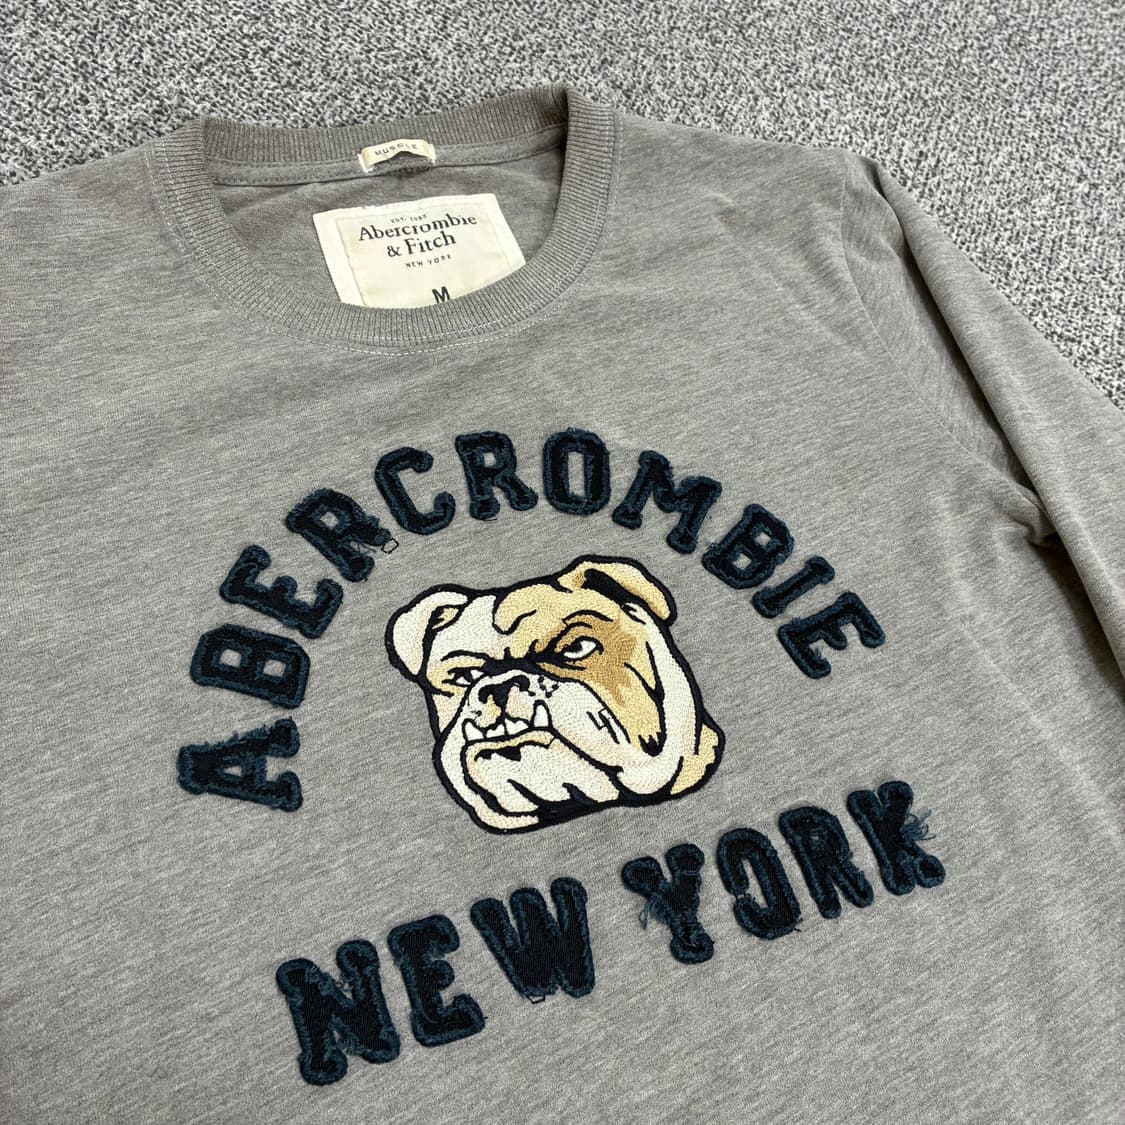 MUSCLE
EST. 1892
Abercrombie
& Fitch
NEW YORK
M
ABERCROMBIE
NEW YORK